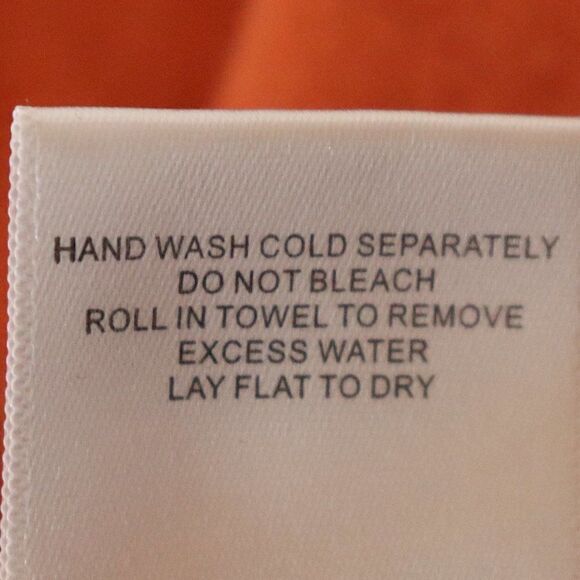 HAND WASH COLD SEPARATELY
DO NOT BLEACH
ROLL IN TOWEL TO REMOVE
EXCESS WATER
LAY FLAT TO DRY